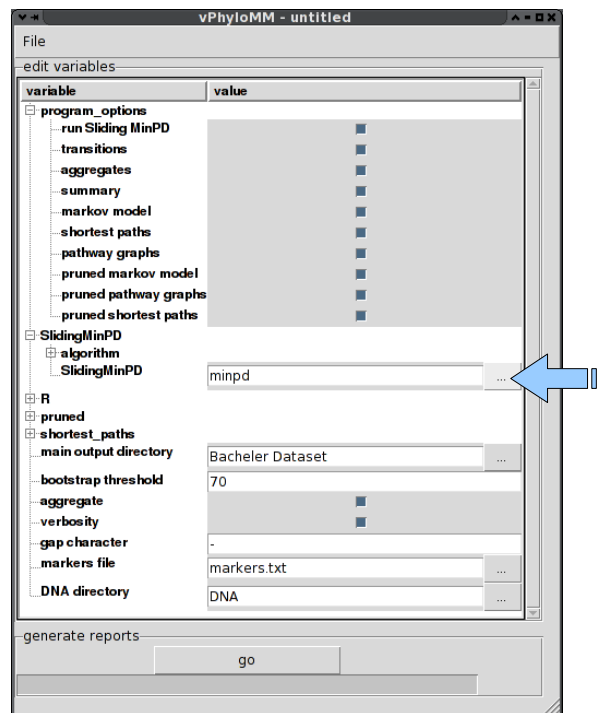 vPhyloMM - untitled
File
edit variables
variable value
program_options
run Sliding MinPD
transitions
aggregates
summary
markov model
shortest paths
pathway graphs
pruned markov model
pruned pathway graphs
pruned shortest paths
SlidingMinPD
algorithm
SlidingMinPD minpd ...
R
pruned
shortest_paths
main output directory Bacheler Dataset ...
bootstrap threshold 70
aggregate
verbosity
gap character -
markers file markers.txt ...
DNA directory DNA ...
generate reports
go